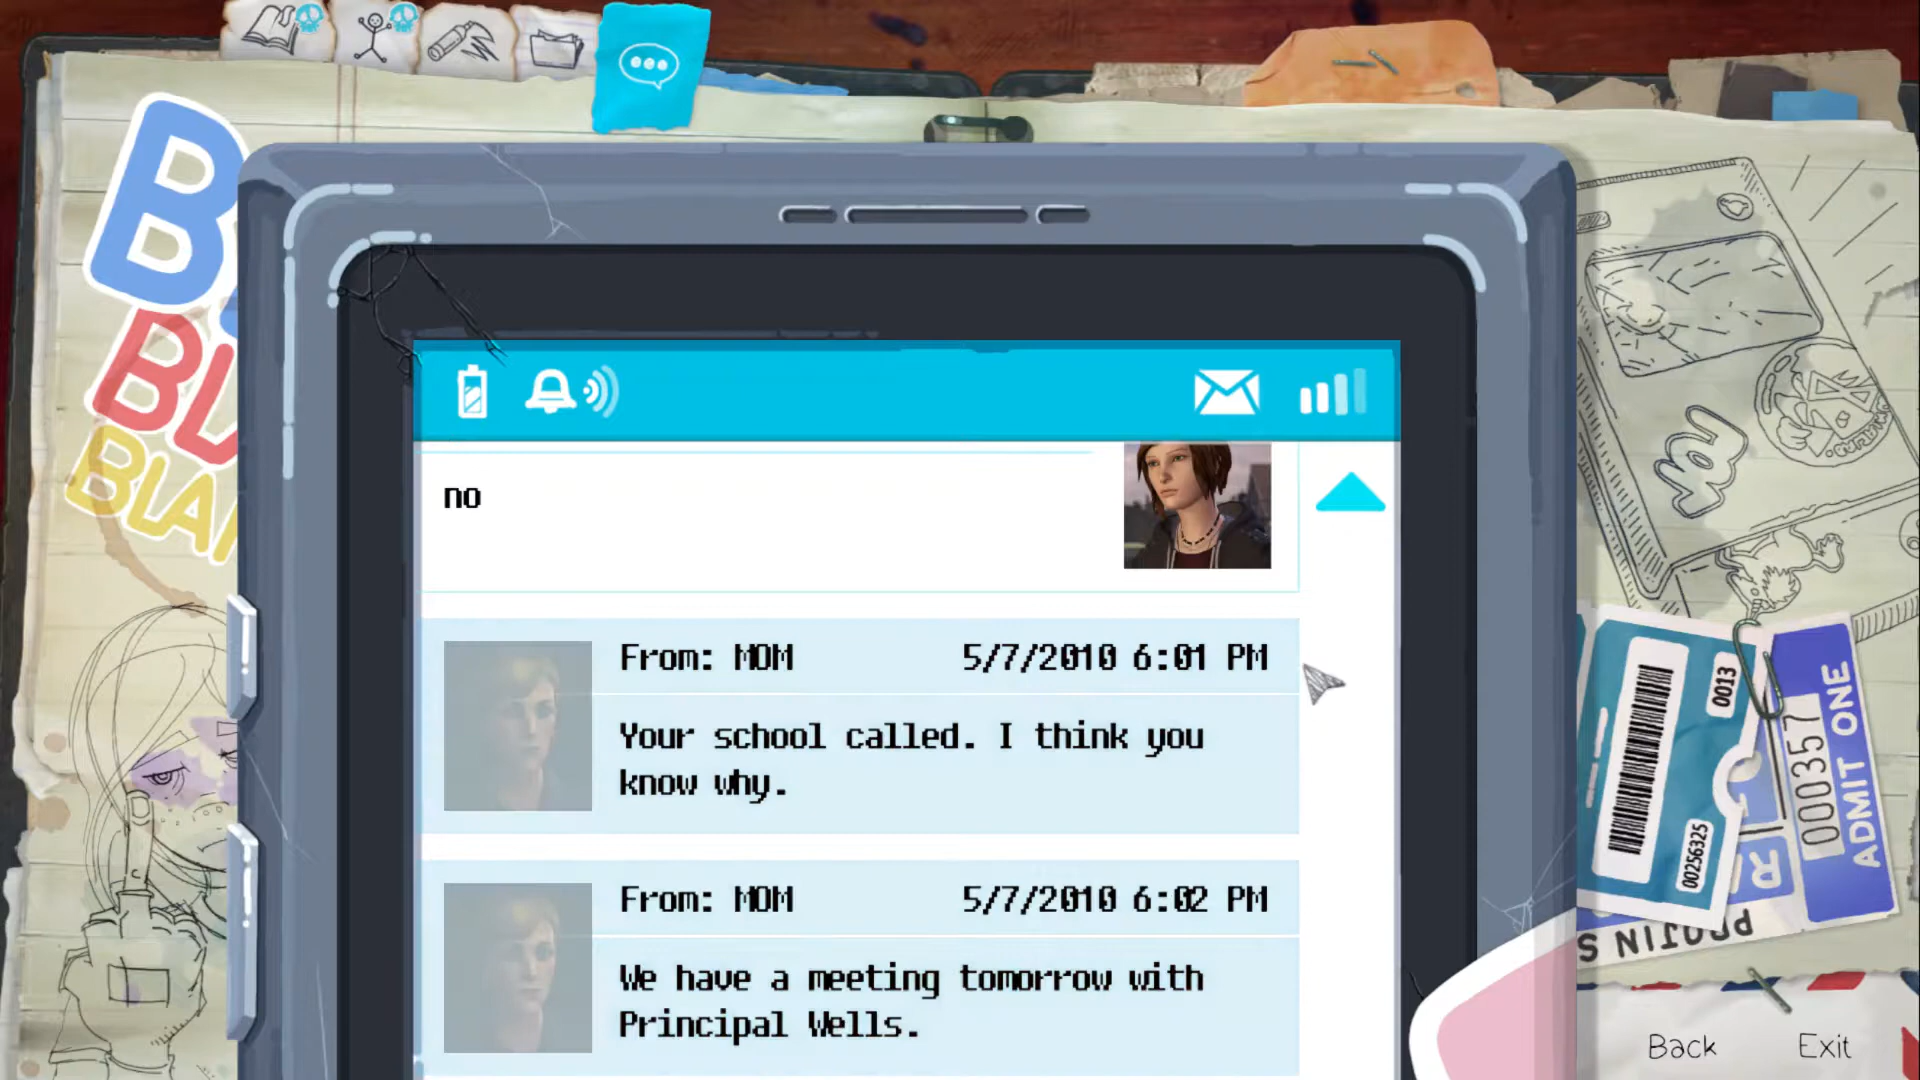 no
From: MOM 5/7/2010 6:01 PM
Your school called. I think you
know why.
From: MOM 5/7/2010 6:02 PM
We have a meeting tomorrow with
Principal Wells.
0013
00256325
000357
ADMIT ONE
Back Exit